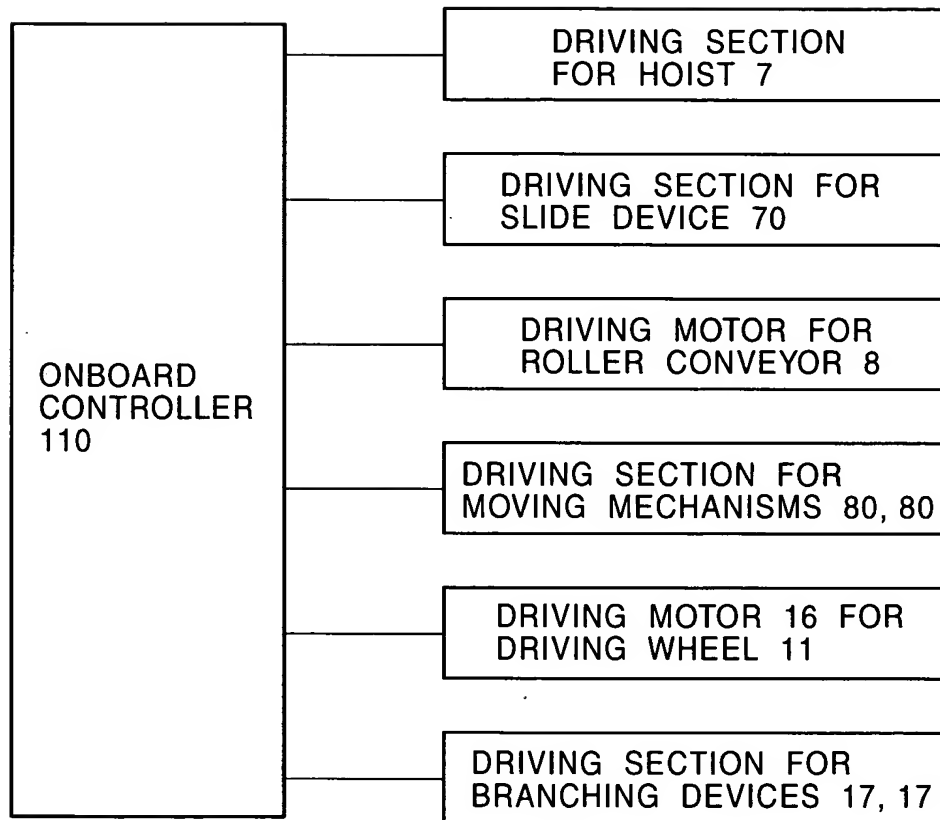 DRIVING SECTION
FOR HOIST 7
DRIVING SECTION FOR
SLIDE DEVICE 70
DRIVING MOTOR FOR
ROLLER CONVEYOR 8
ONBOARD
CONTROLLER
110
DRIVING SECTION FOR
MOVING MECHANISMS 80, 80
DRIVING MOTOR 16 FOR
DRIVING WHEEL 11
DRIVING SECTION FOR
BRANCHING DEVICES 17, 17